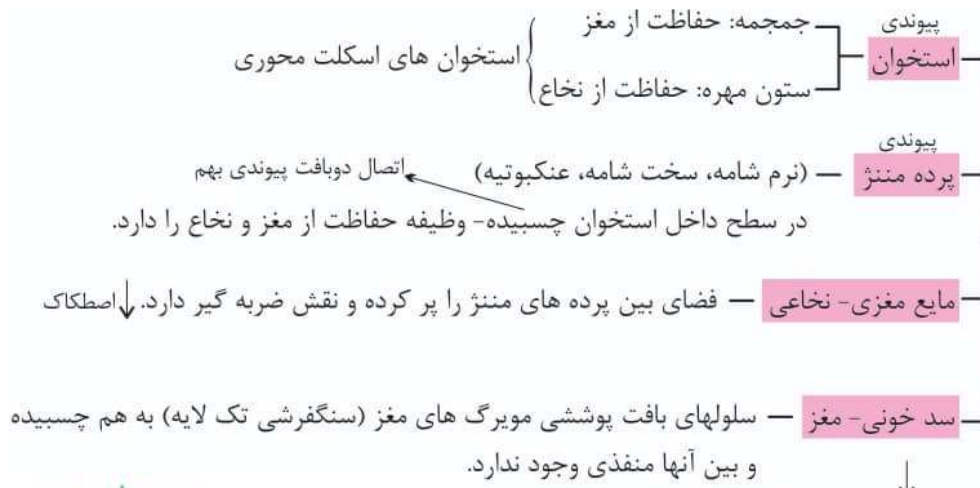 پیوندی
استخوان
جمجمه: حفاظت از مغز
ستون مهره: حفاظت از نخاع
استخوان های اسکلت محوری
پیوندی
پرده مننژ — (نرم شامه، سخت شامه، عنکبوتیه) اتصال دوبافت پیوندی بهم
در سطح داخل استخوان چسبیده- وظیفه حفاظت از مغز و نخاع را دارد.
مایع مغزی- نخاعی — فضای بین پرده های مننژ را پر کرده و نقش ضربه گیر دارد. ↓اصطکاک
سد خونی- مغز — سلولهای بافت پوششی مویرگ های مغز (سنگفرشی تک لایه) به هم چسبیده
و بین آنها منفذی وجود ندارد.